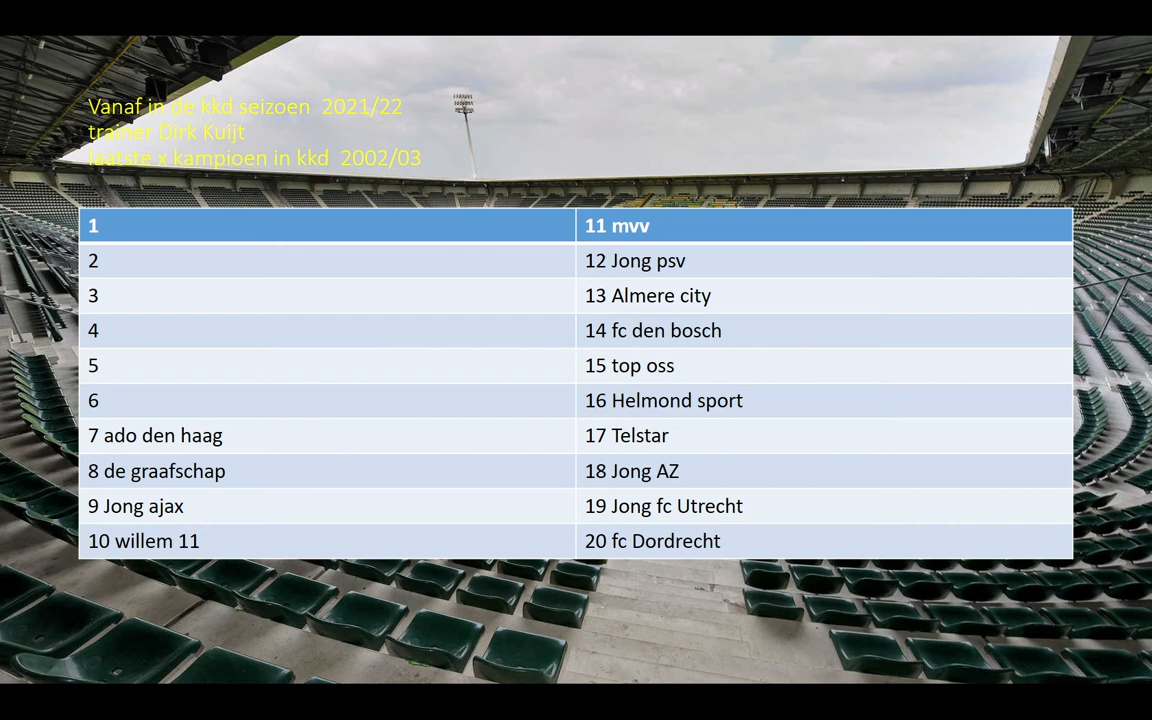 Vanaf in de kkd seizoen 2021/22
trainer Dirk Kuijt
laatste x kampioen in kkd 2002/03
1
11 mvv
2
12 Jong psv
3
13 Almere city
4
14 fc den bosch
5
15 top oss
6
16 Helmond sport
7 ado den haag
17 Telstar
8 de graafschap
18 Jong AZ
9 Jong ajax
19 Jong fc Utrecht
10 willem 11
20 fc Dordrecht